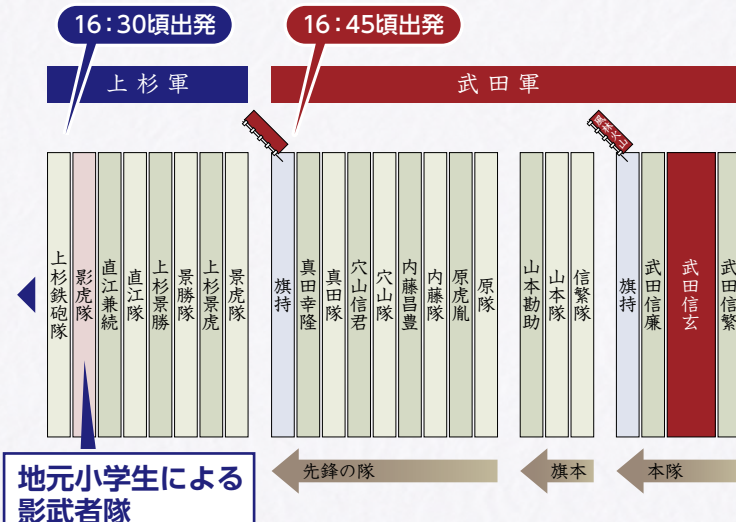 16:30頃出発
16:45頃出発
上杉軍
武田軍
風林火山
上杉鉄砲隊
影虎隊
直江兼続
直江隊
上杉景勝
景勝隊
上杉景虎
景虎隊
旗持
真田幸隆
真田隊
穴山信君
穴山隊
内藤昌豊
内藤隊
原虎胤
原隊
山本勘助
山本隊
信繁隊
旗持
武田信廉
武田信玄
武田信繁
先鋒の隊
旗本
本隊
地元小学生による
影武者隊